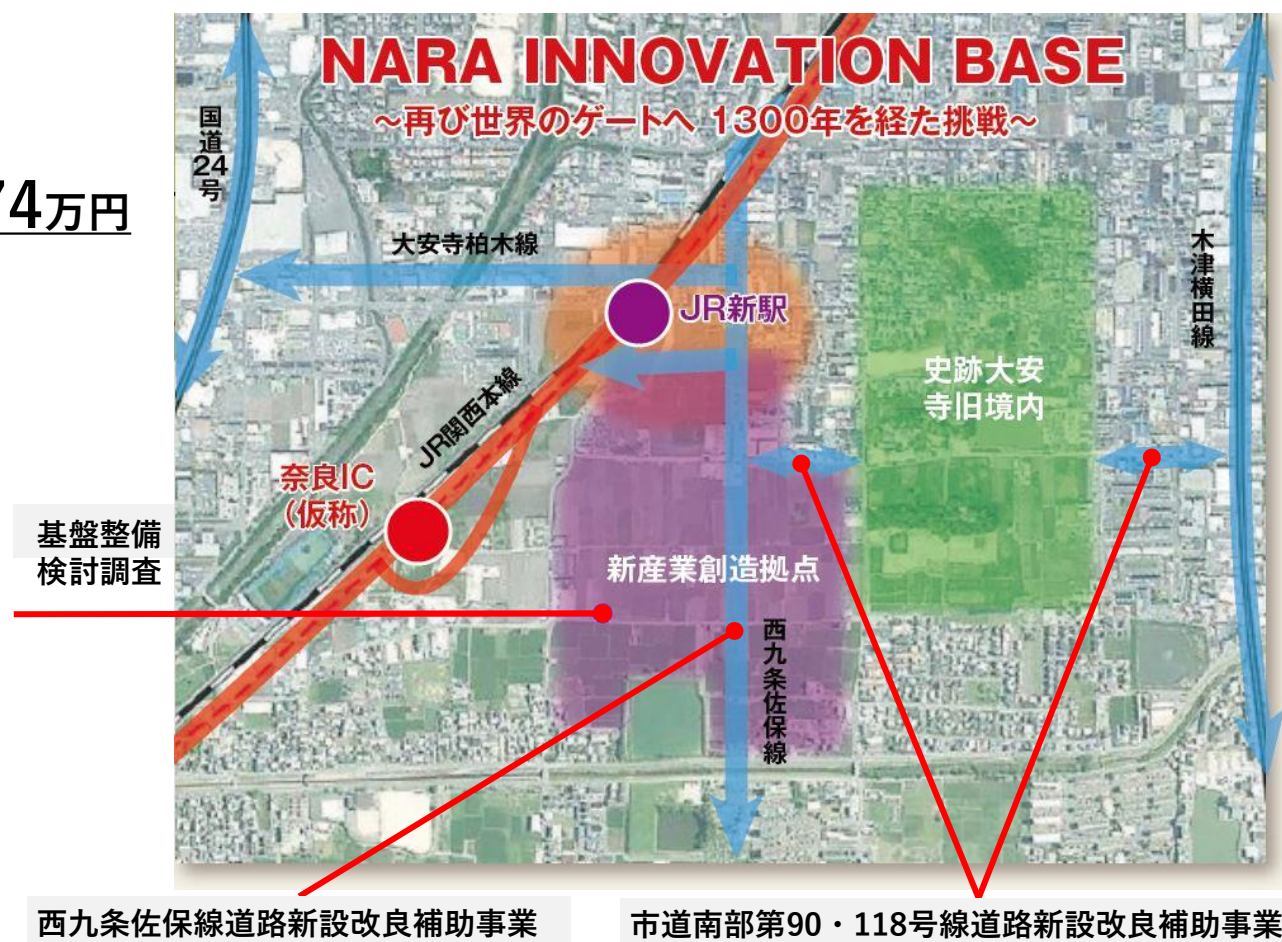 NARA INNOVATION BASE
～再び世界のゲートへ 1300年を経た挑戦～
国道24号
74万円
大安寺柏木線
木津横田線
JR新駅
史跡大安
寺旧境内
JR関西本線
奈良IC
（仮称）
基盤整備
検討調査
新産業創造拠点
西九条佐保線
西九条佐保線道路新設改良補助事業
市道南部第90・118号線道路新設改良補助事業